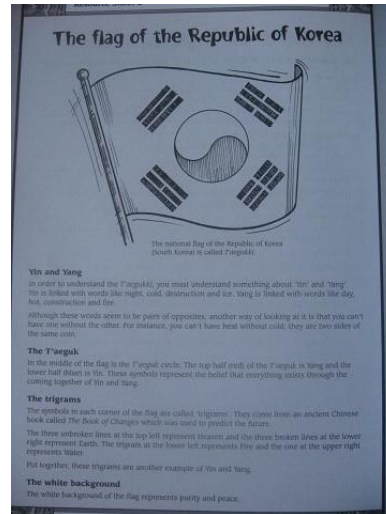 The flag of the Republic of Korea
The national flag of the Republic of Korea
(South Korea) is called T'aegukki.
Yin and Yang
In order to understand the T'aegukki, you must understand something about 'Yin' and 'Yang'
Yin is linked with words like night, cold, destruction and ice. Yang is linked with words like day,
hot, construction and fire.
Although these words seem to be pairs of opposites, another way of looking at it is that you can't
have one without the other. For instance, you can't have heat without cold; they are two sides of
the same coin.
The T'aeguk
In the middle of the flag is the T'aeguk circle. The top half (red) of the T'aeguk is Yang and the
lower half (blue) is Yin. These symbols represent the belief that everything exists through the
coming together of Yin and Yang.
The trigrams
The symbols in each corner of the flag are called 'trigrams'. They come from an ancient Chinese
book called The Book of Changes which was used to predict the future.
The three unbroken lines at the top left represent Heaven and the three broken lines at the lower
right represent Earth. The trigram at the lower left represents Fire and the one at the upper right
represents Water
Put together, these trigrams are another example of Yin and Yang.
The white background
The white background of the flag represents purity and peace.